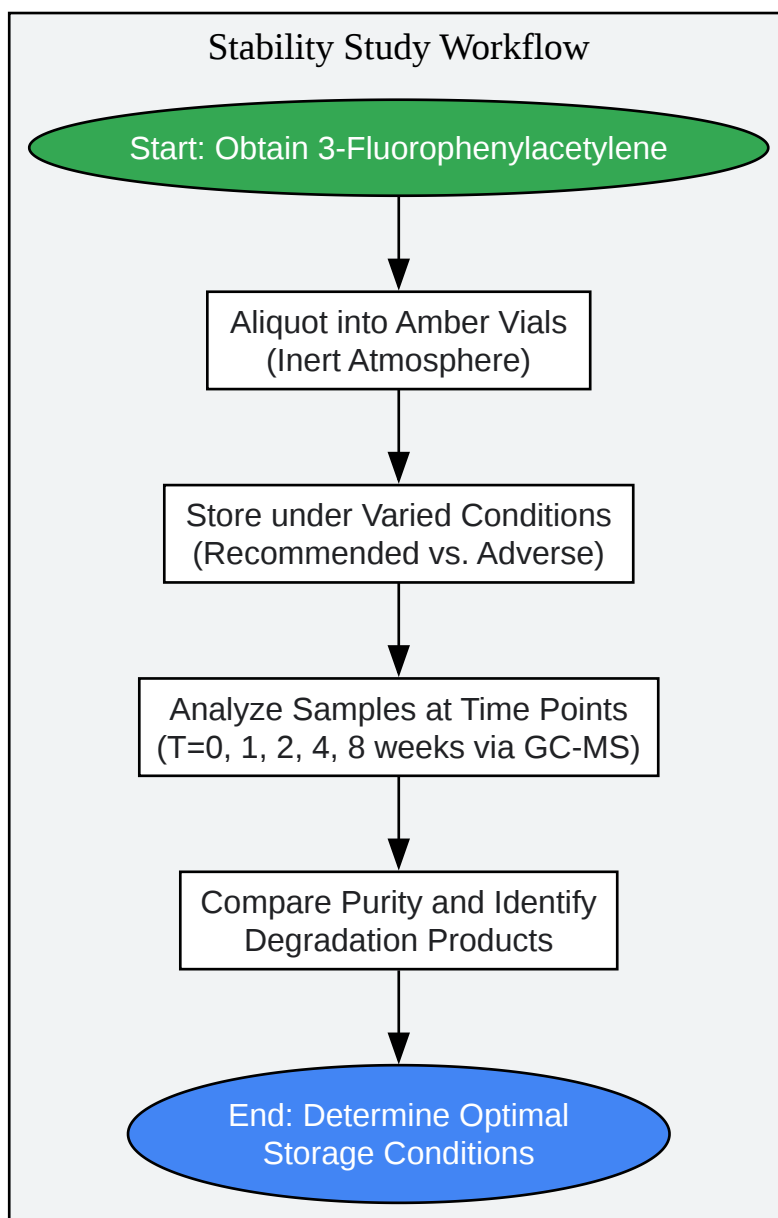 Stability Study Workflow
Start: Obtain 3-Fluorophenylacetylene
Aliquot into Amber Vials
(Inert Atmosphere)
Store under Varied Conditions
(Recommended vs. Adverse)
Analyze Samples at Time Points
(T=0, 1, 2, 4, 8 weeks via GC-MS)
Compare Purity and Identify
Degradation Products
End: Determine Optimal
Storage Conditions